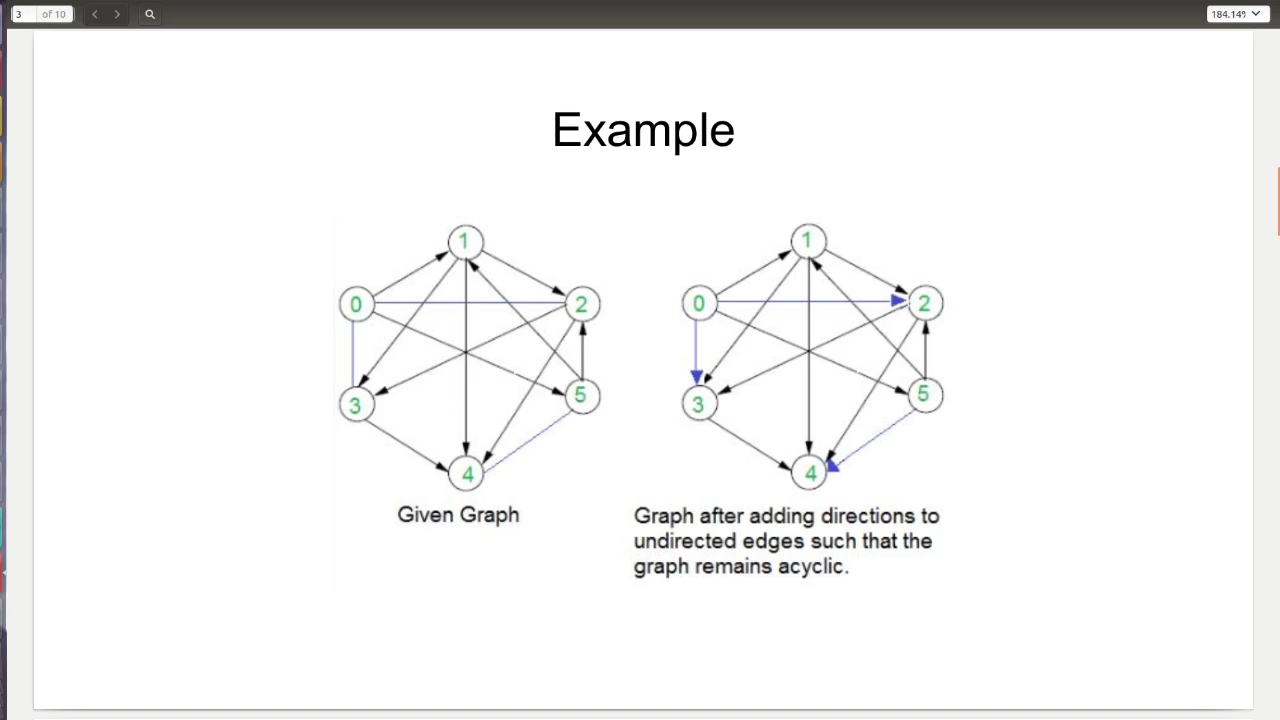 3 of 10 184.14%
Example
1 1
0 2 0 2
3 5 3 5
4 4
Given Graph
Graph after adding directions to
undirected edges such that the
graph remains acyclic.